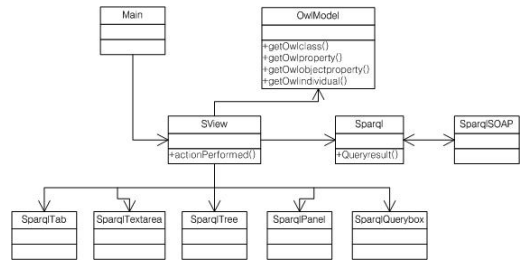 Main
OwlModel
+getOwlclass()
+getOwlproperty()
+getOwlobjectproperty()
+getOwlindividual()
SView
+actionPerformed()
Sparql
+Queryresult()
SparqlSOAP
SparqlTab
SparqlTextarea
SparqlTree
SparqlPanel
SparqlQuerybox